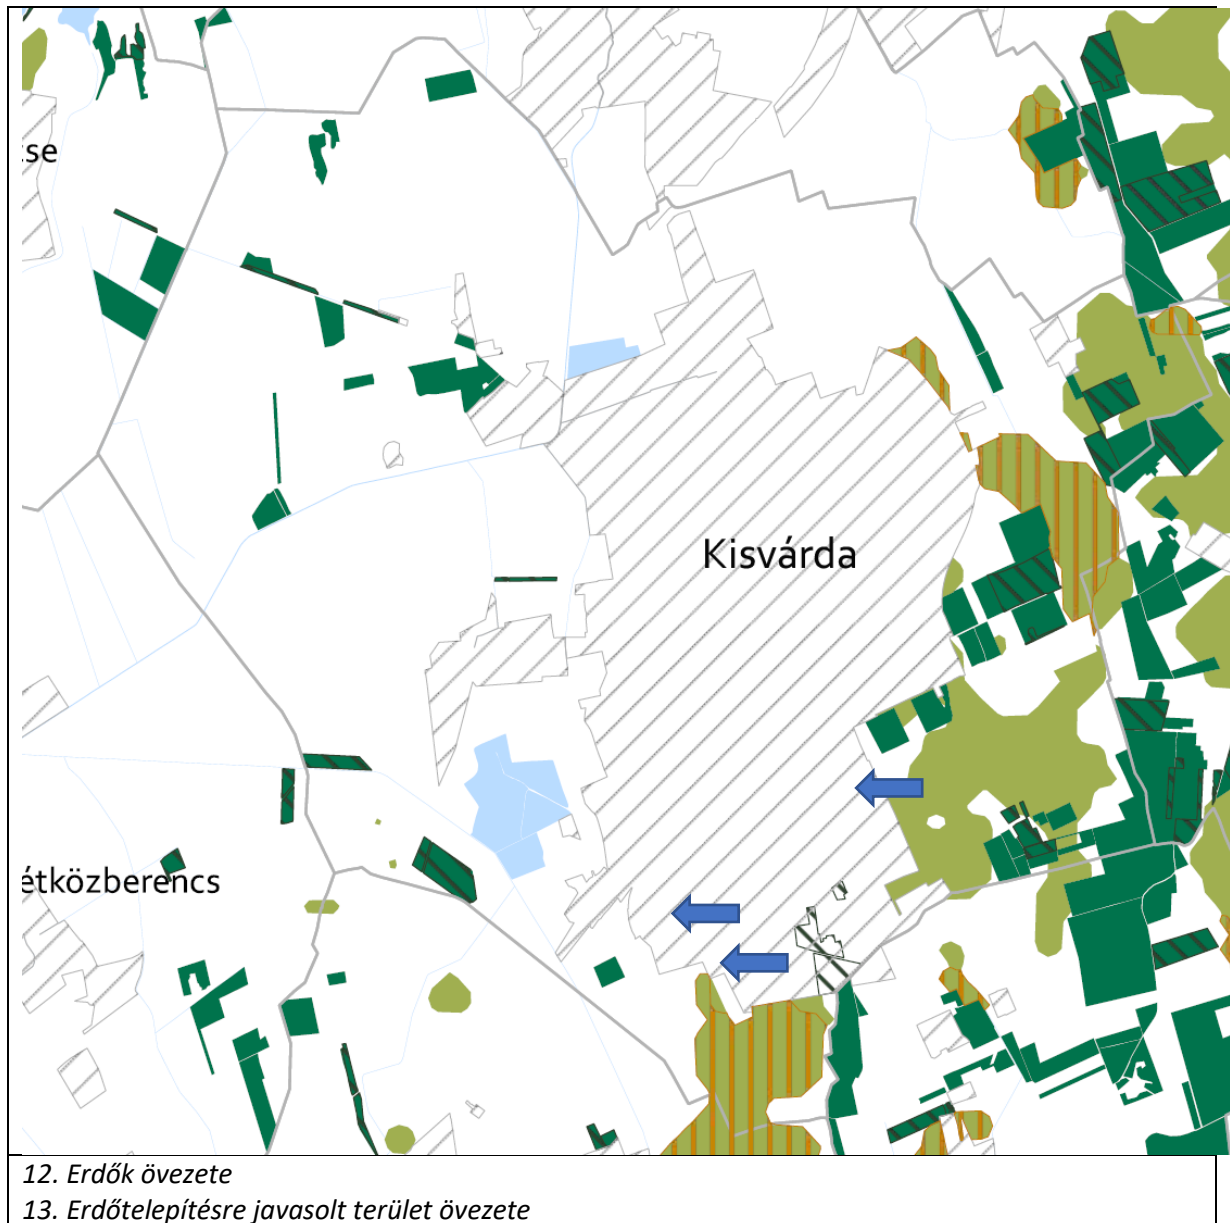 se
Kisvárda
étközberencs
12. Erdők övezete
13. Erdőtelepítésre javasolt terület övezete